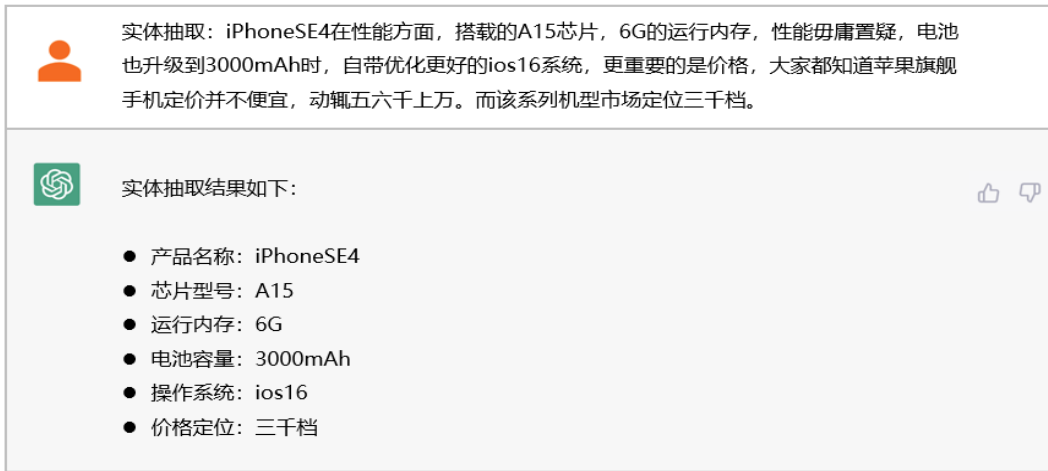 实体抽取：iPhoneSE4在性能方面，搭载的A15芯片，6G的运行内存，性能毋庸置疑，电池
也升级到3000mAh时，自带优化更好的ios16系统，更重要的是价格，大家都知道苹果旗舰
手机定价并不便宜，动辄五六千上万。而该系列机型市场定位三千档。
实体抽取结果如下：
● 产品名称：iPhoneSE4
● 芯片型号：A15
● 运行内存：6G
● 电池容量：3000mAh
● 操作系统：ios16
● 价格定位：三千档